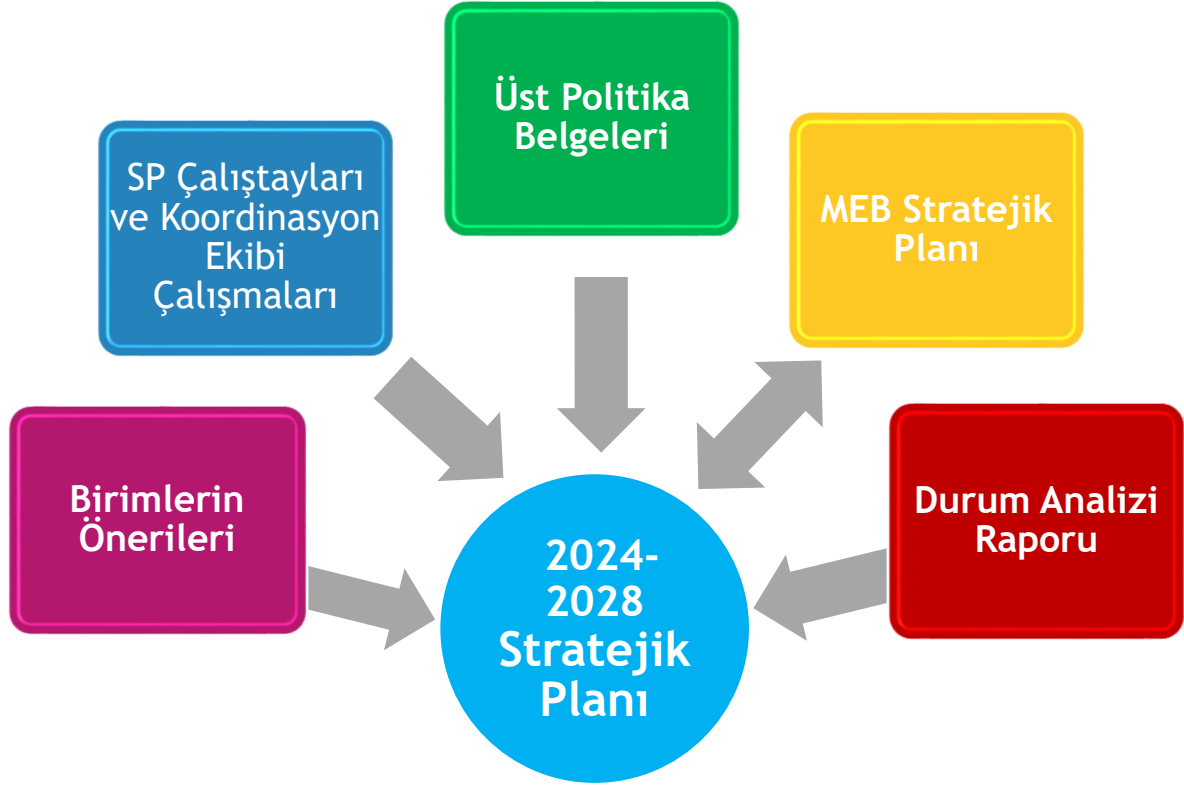 Üst Politika
Belgeleri
SP Çalıştayları
ve Koordinasyon
Ekibi
Çalışmaları
MEB Stratejik
Planı
Birimlerin
Önerileri
Durum Analizi
Raporu
2024-
2028
Stratejik
Planı